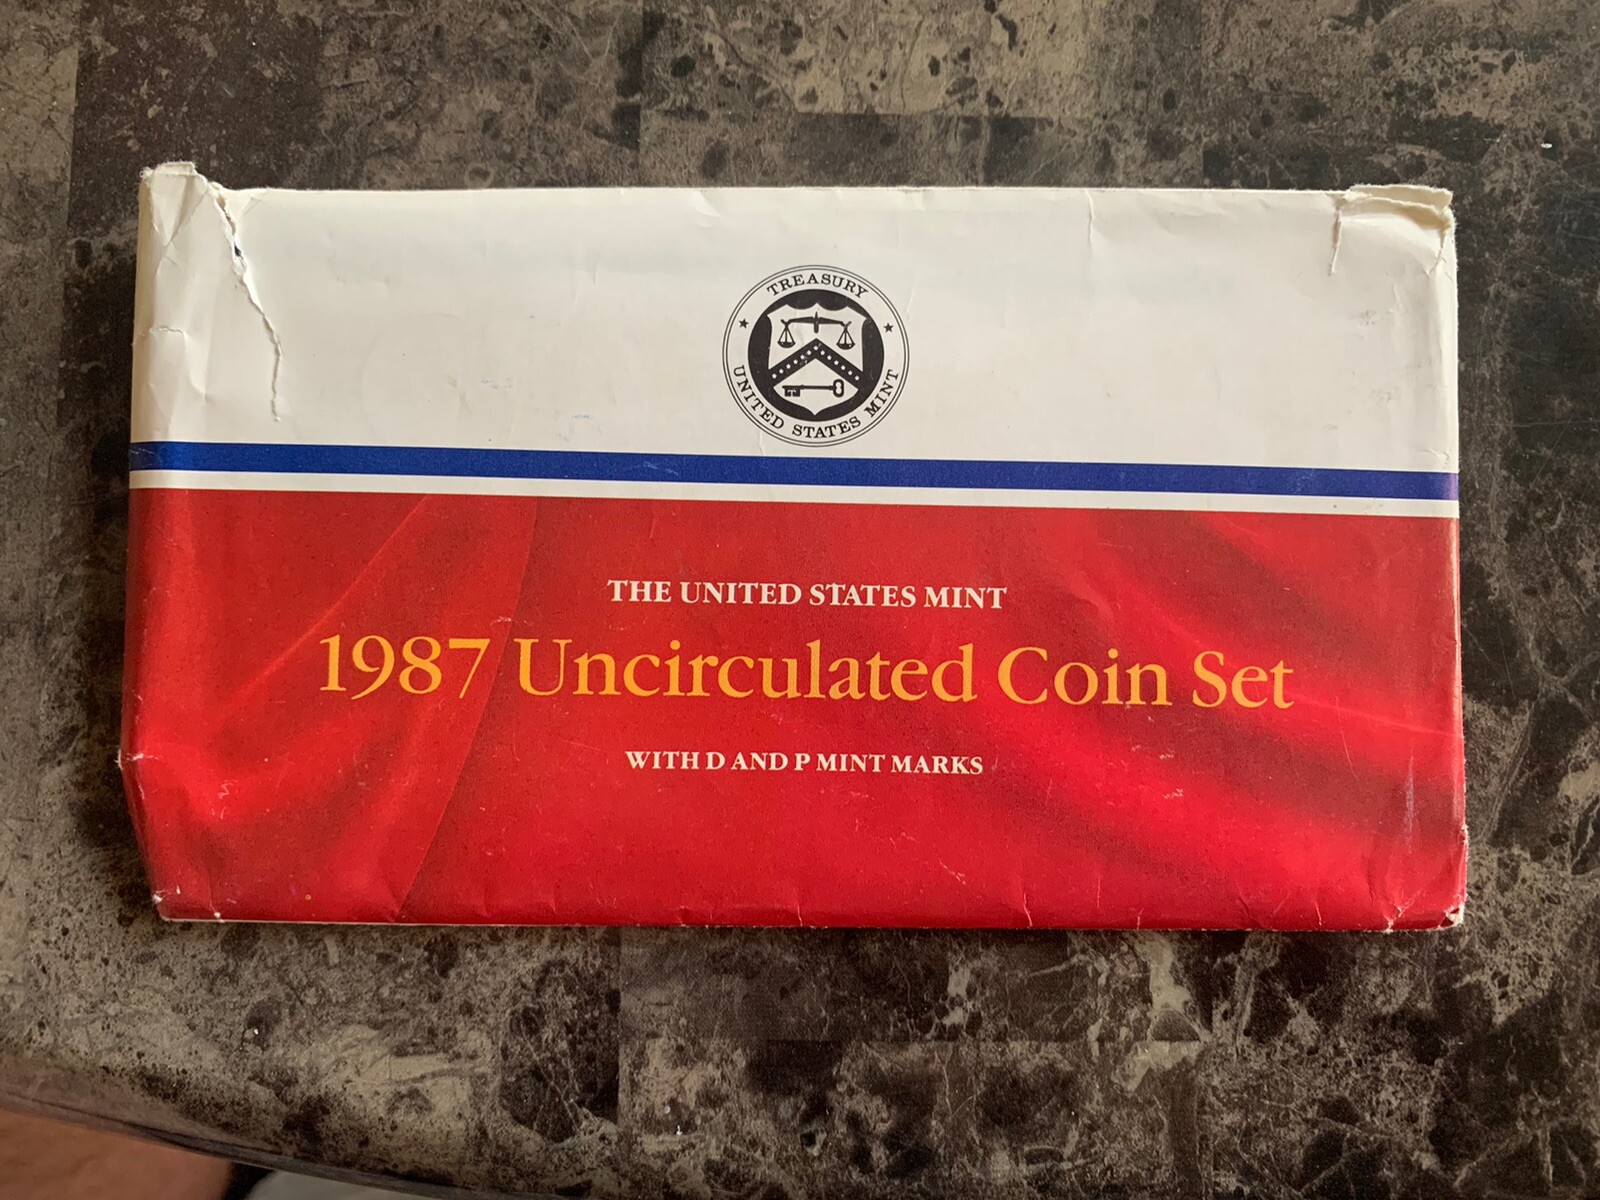 TREASURY
UNITED STATES MINT
THE UNITED STATES MINT
1987 Uncirculated Coin Set
WITH D AND P MINT MARKS